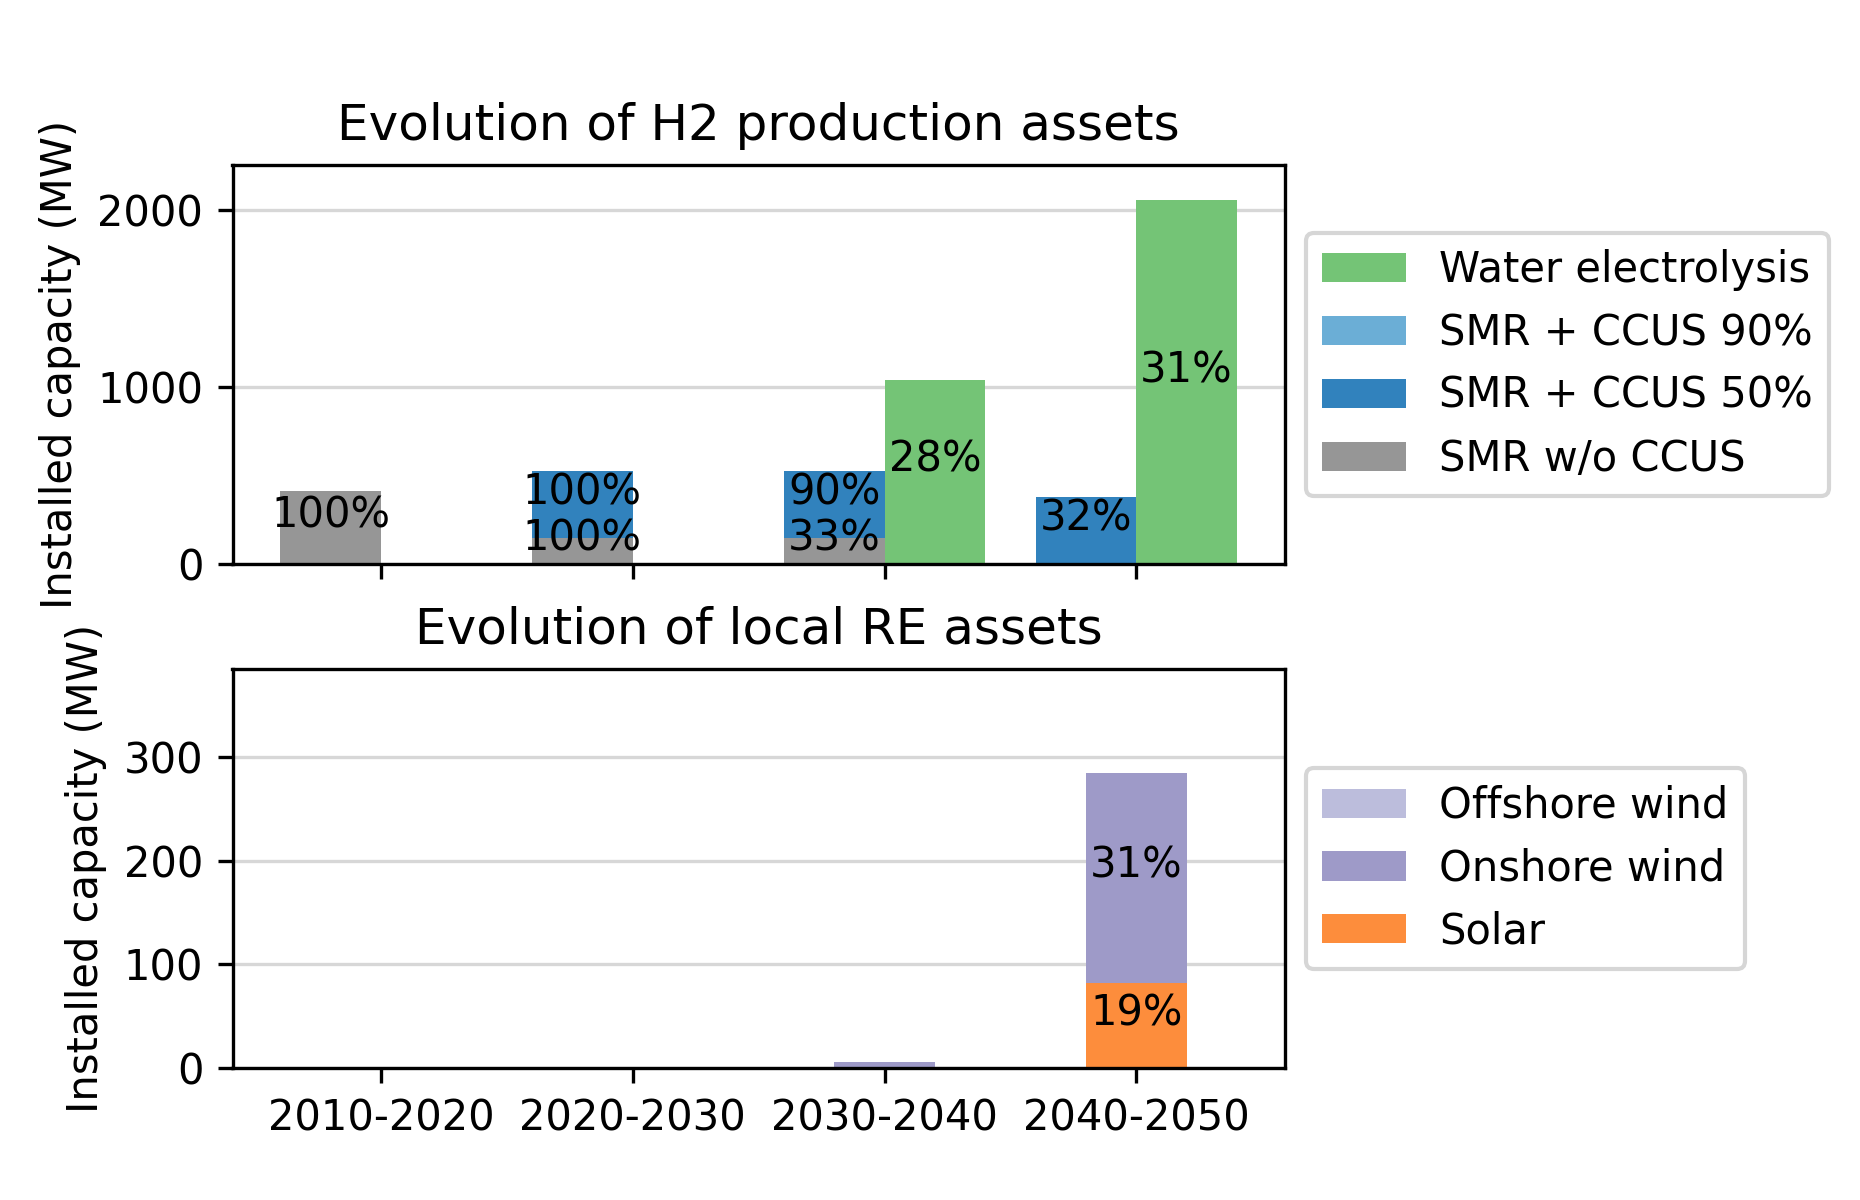 Evolution of H2 production assets
Installed capacity (MW)
2000
1000
0
100%
100%
100%
90%
33%
28%
32%
31%
Water electrolysis
SMR + CCUS 90%
SMR + CCUS 50%
SMR w/o CCUS
Evolution of local RE assets
Installed capacity (MW)
300
200
100
0
31%
19%
2010-2020 2020-2030 2030-2040 2040-2050
Offshore wind
Onshore wind
Solar